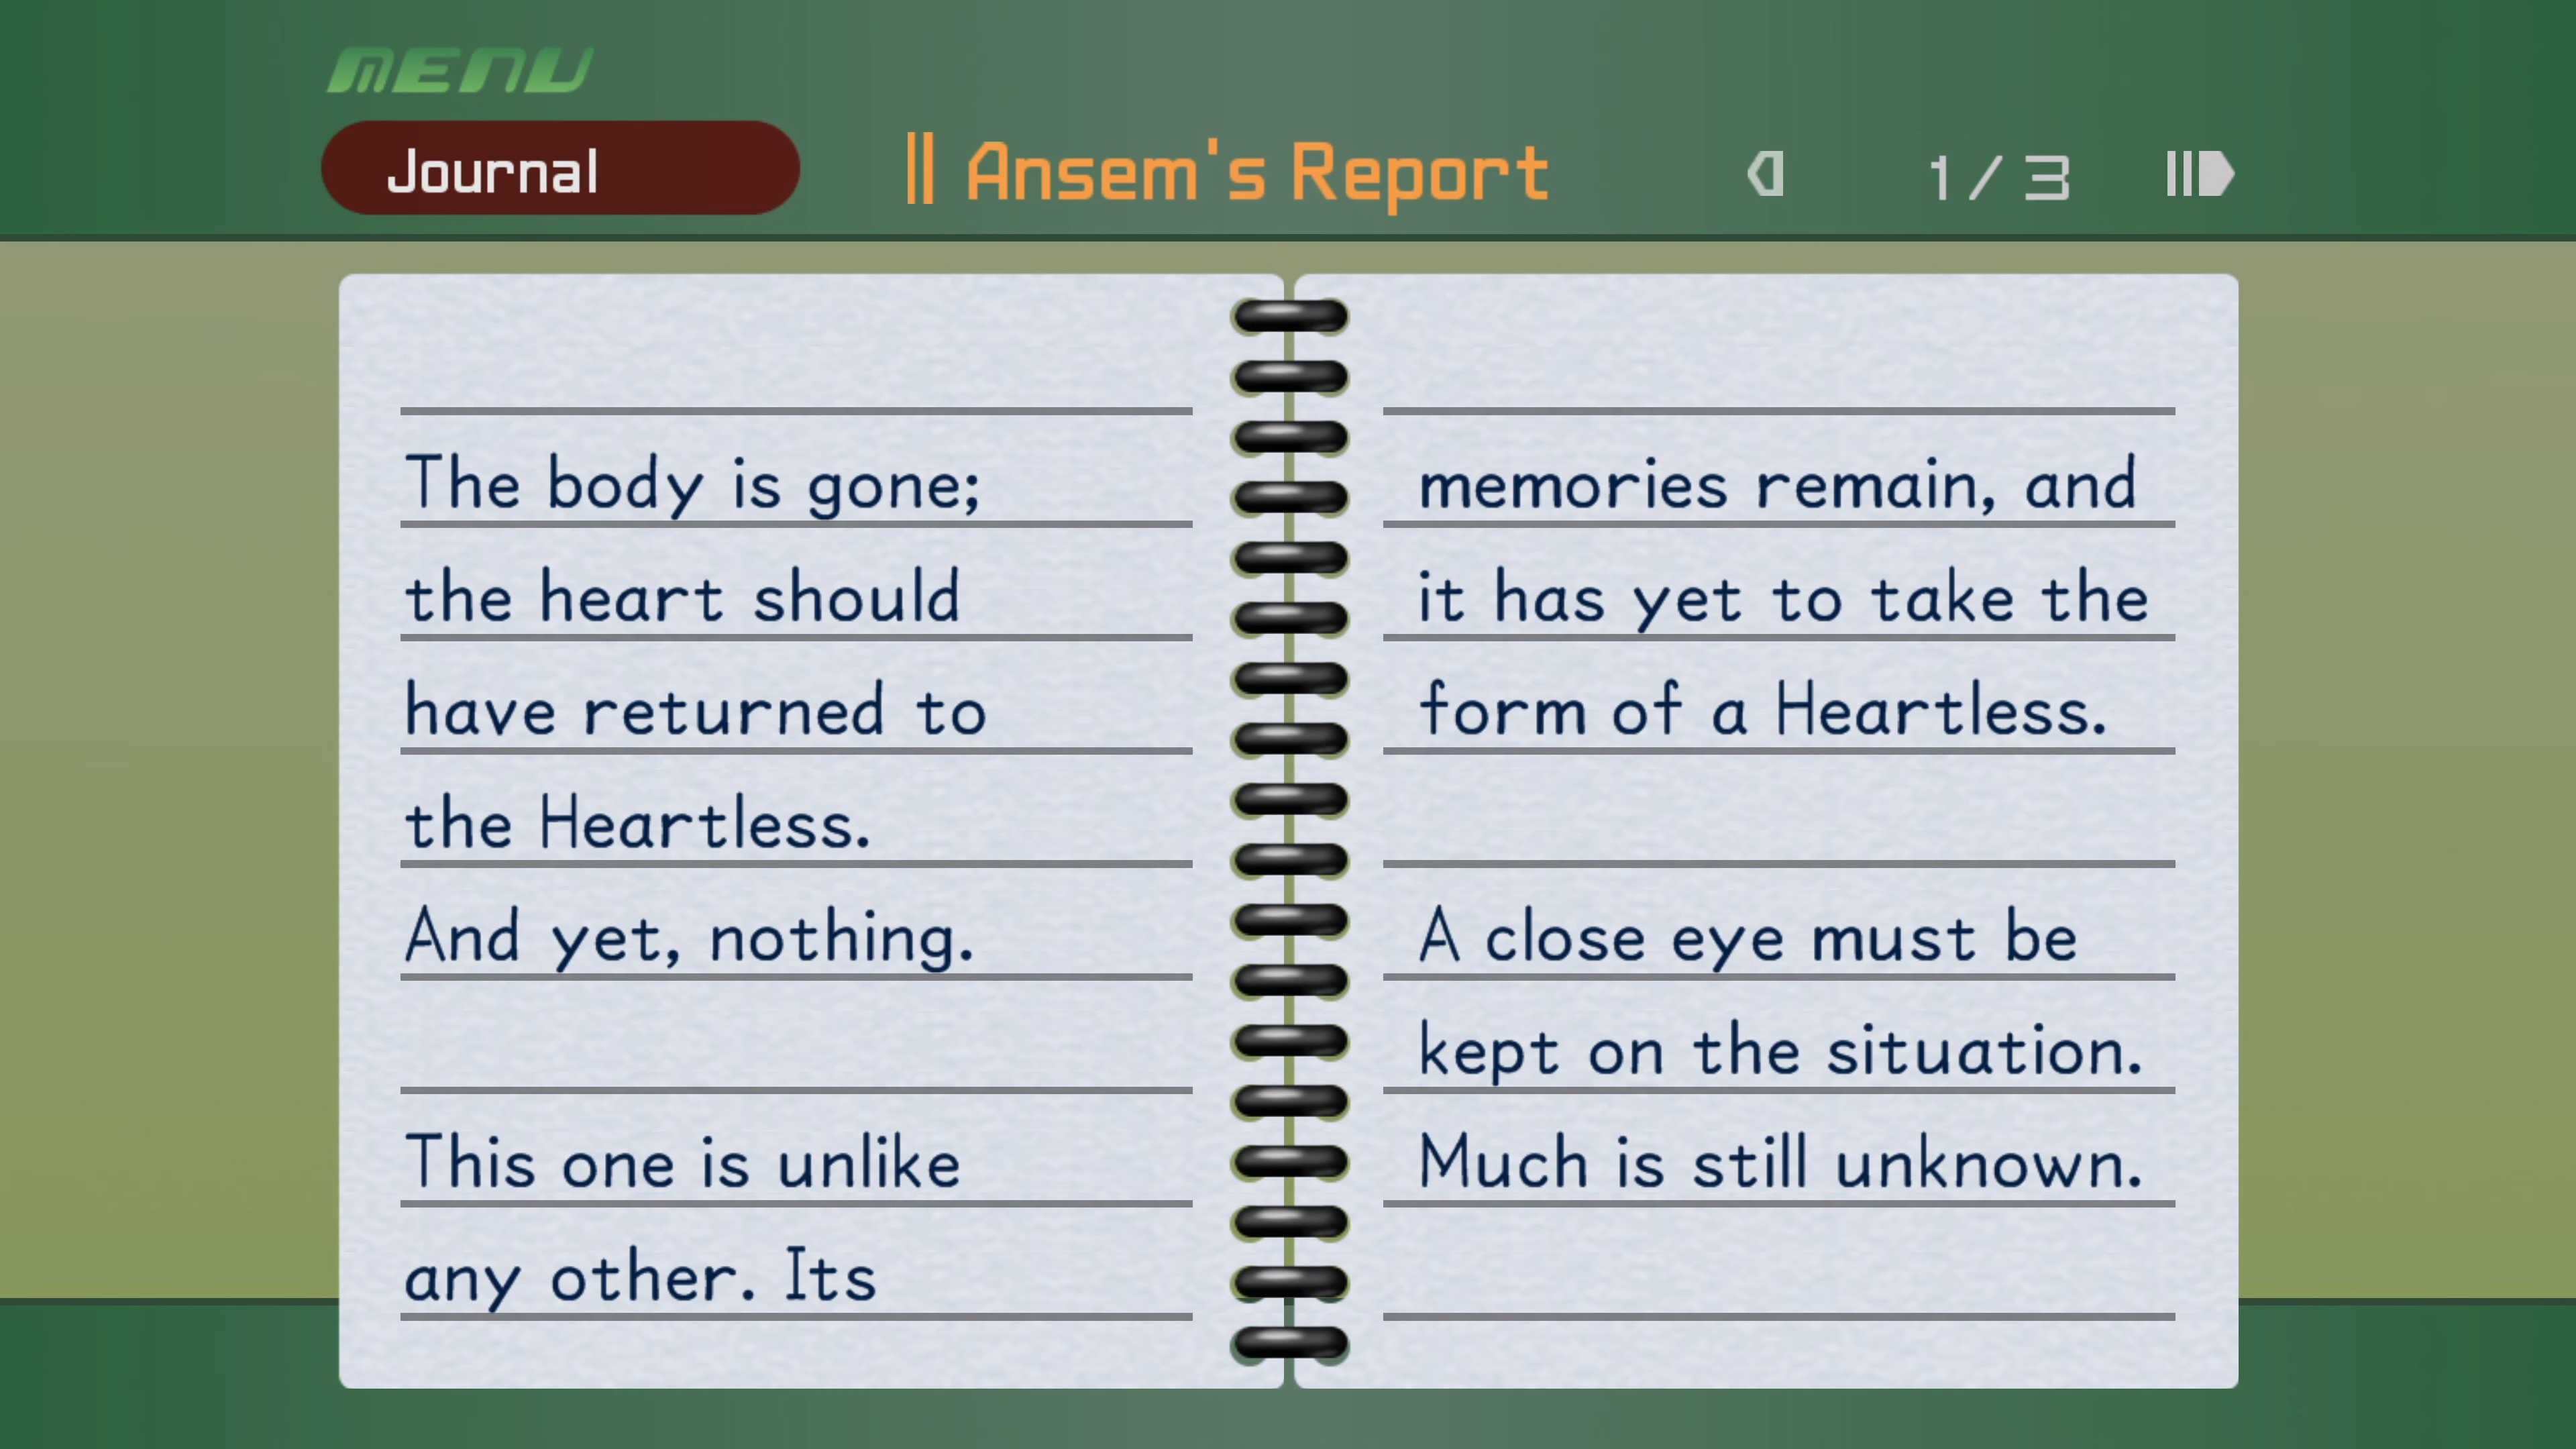 MENU
Journal
Ansem's Report
1/3
The body is gone;
the heart should
have returned to
the Heartless.
And yet, nothing.
This one is unlike
any other. Its
memories remain, and
it has yet to take the
form of a Heartless.
A close eye must be
kept on the situation.
Much is still unknown.